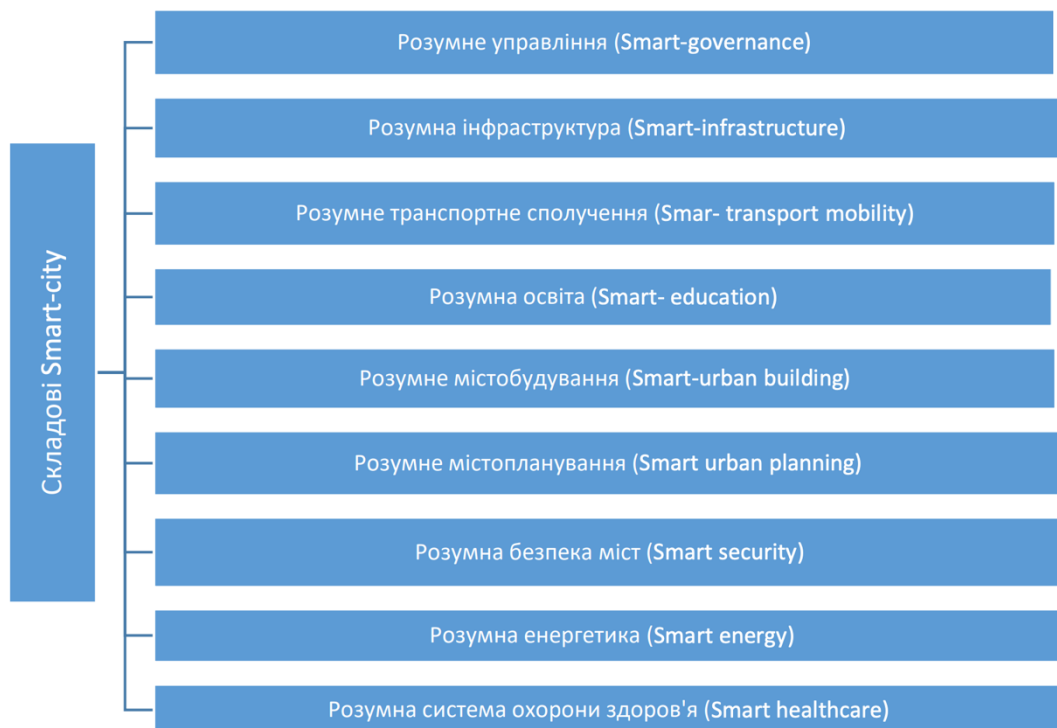 Складові Smart-city
Розумне управління (Smart-governance)
Розумна інфраструктура (Smart-infrastructure)
Розумне транспортне сполучення (Smar- transport mobility)
Розумна освіта (Smart- education)
Розумне містобудування (Smart-urban building)
Розумне містопланування (Smart urban planning)
Розумна безпека міст (Smart security)
Розумна енергетика (Smart energy)
Розумна система охорони здоров'я (Smart healthcare)